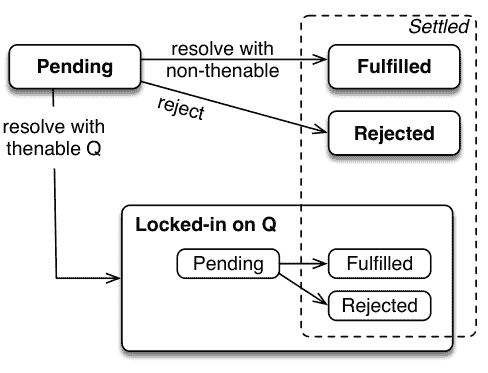 Settled
Pending
resolve with
non-thenable
Fulfilled
reject
Rejected
resolve with
thenable Q
Locked-in on Q
Pending
Fulfilled
Rejected